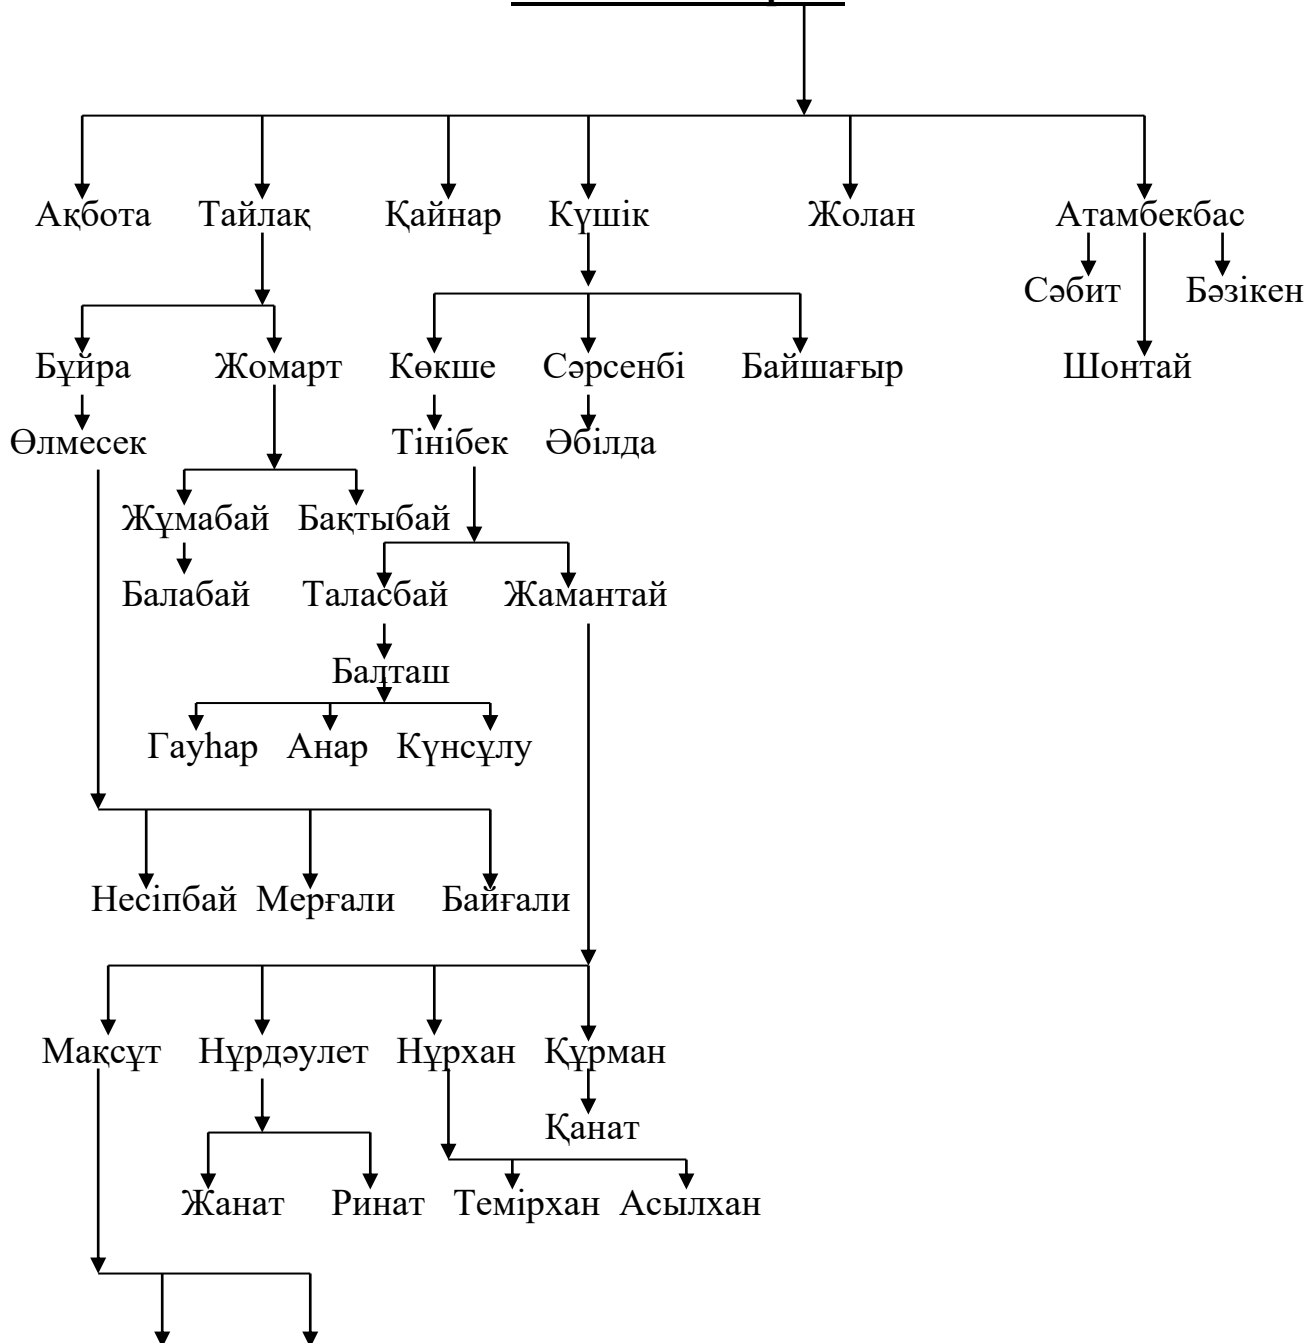 Ақбота Тайлақ Қайнар Күшік Жолан Атамбекбас
Сәбит Бәзікен
Бұйра Жомарт Көкше Сәрсенбі Байшағыр Шонтай
Өлмесек Тінібек Әбілда
Жұмабай Бақтыбай
Балабай Таласбай Жамантай
Балташ
Гауһар Анар Күнсұлу
Несіпбай Мерғали Байғали
Мақсұт Нұрдәулет Нұрхан Құрман
Қанат
Жанат Ринат Темірхан Асылхан